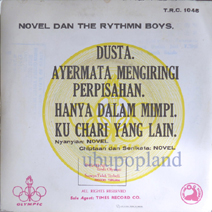 T.R.C. 1048
NOVEL DAN THE RYTHMN BOYS.
DUSTA.
AYERMATA MENGIRINGI
PERPISAHAN.
HANYA DALAM MIMPI.
KU CHARI YANG LAIN.
Nyanyian: NOVEL
Chiptaan dan Senikata: NOVEL
ubupopland
ALL RIGHTS RESERVED
Sole Agent: TIMES RECORD CO.
OLYMPIC